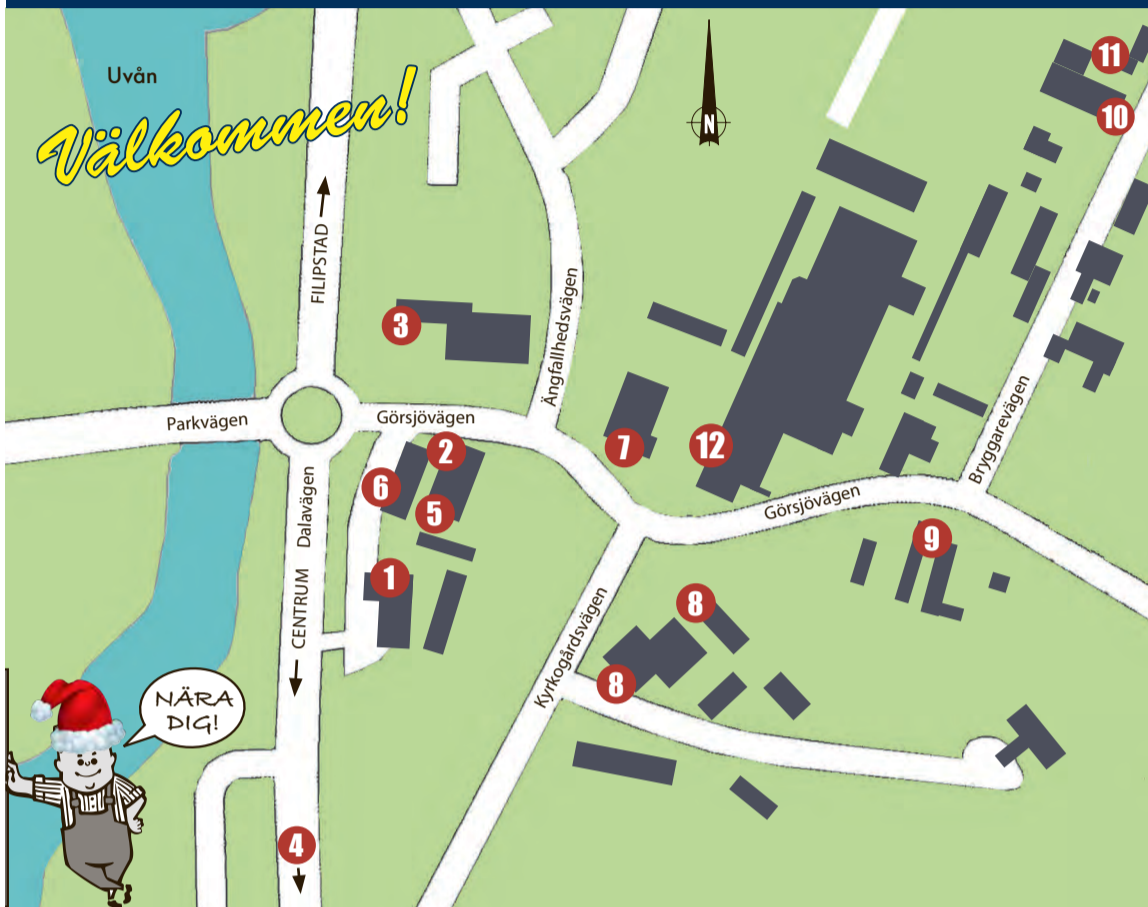 Uvån
Välkommen!
N
11
10
FILIPSTAD
3
Ängfallhedsvägen
Parkvägen
Görsjövägen
2
7
12
6
5
Bryggarevägen
Görsjövägen
CENTRUM Dalavägen
9
1
8
Kyrkogårdsvägen
8
NÄRA
DIG!
4